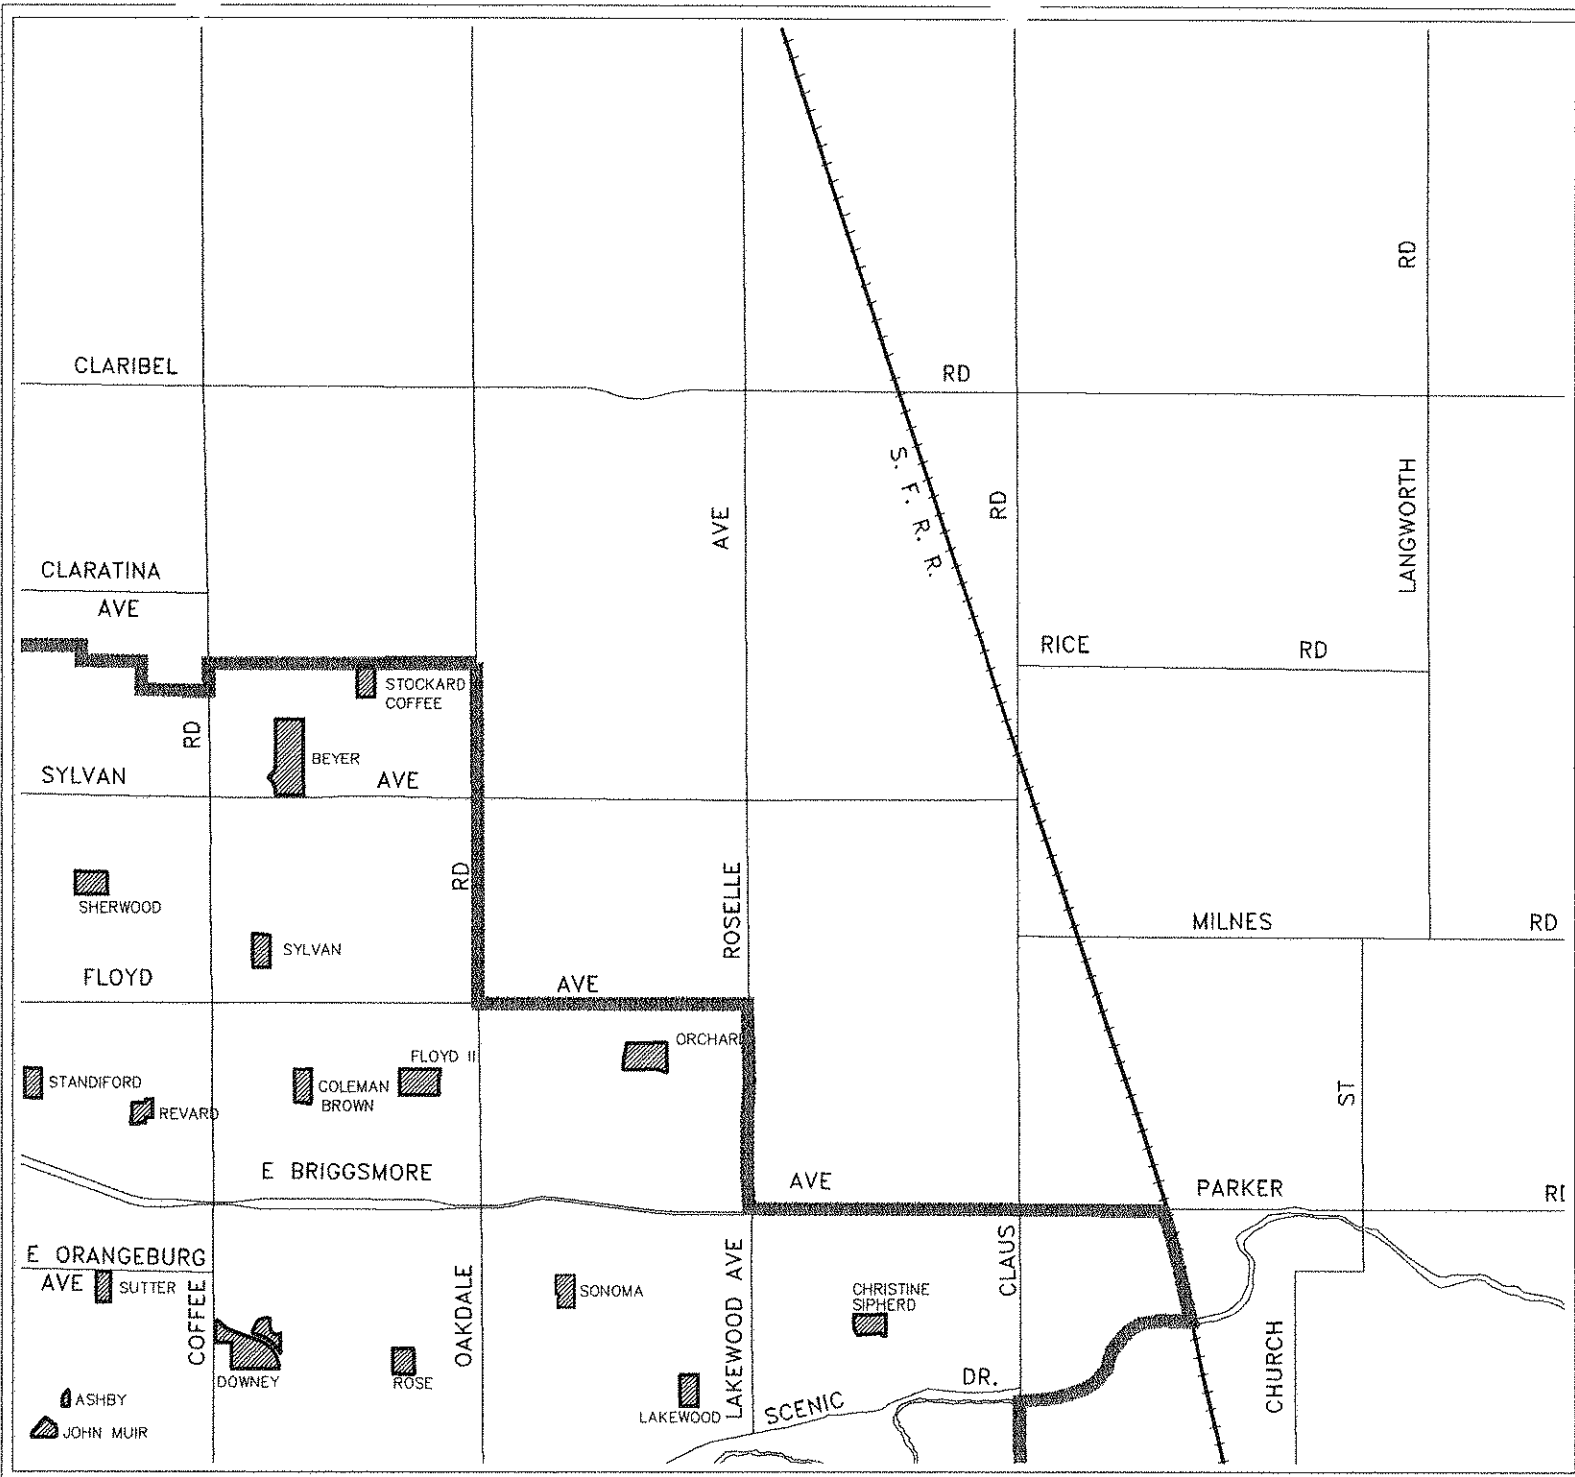 RD
CLARIBEL
RD
S. F. R. R.
AVE
RD
LANGWORTH
CLARATINA
AVE
RICE
RD
STOCKARD
COFFEE
RD
BEYER
SYLVAN
AVE
RD
SHERWOOD
ROSELLE
MILNES
RD
SYLVAN
FLOYD
AVE
ORCHARD
FLOYD II
STANDIFORD
COLEMAN
BROWN
REVARD
ST
E BRIGGSMORE
AVE
PARKER
E ORANGEBURG
AVE
SUTTER
COFFEE
OAKDALE
SONOMA
LAKEWOOD AVE
CHRISTINE
SIPHERD
CLAUS
DOWNEY
ROSE
DR.
CHURCH
ASHBY
LAKEWOOD
SCENIC
JOHN MUIR